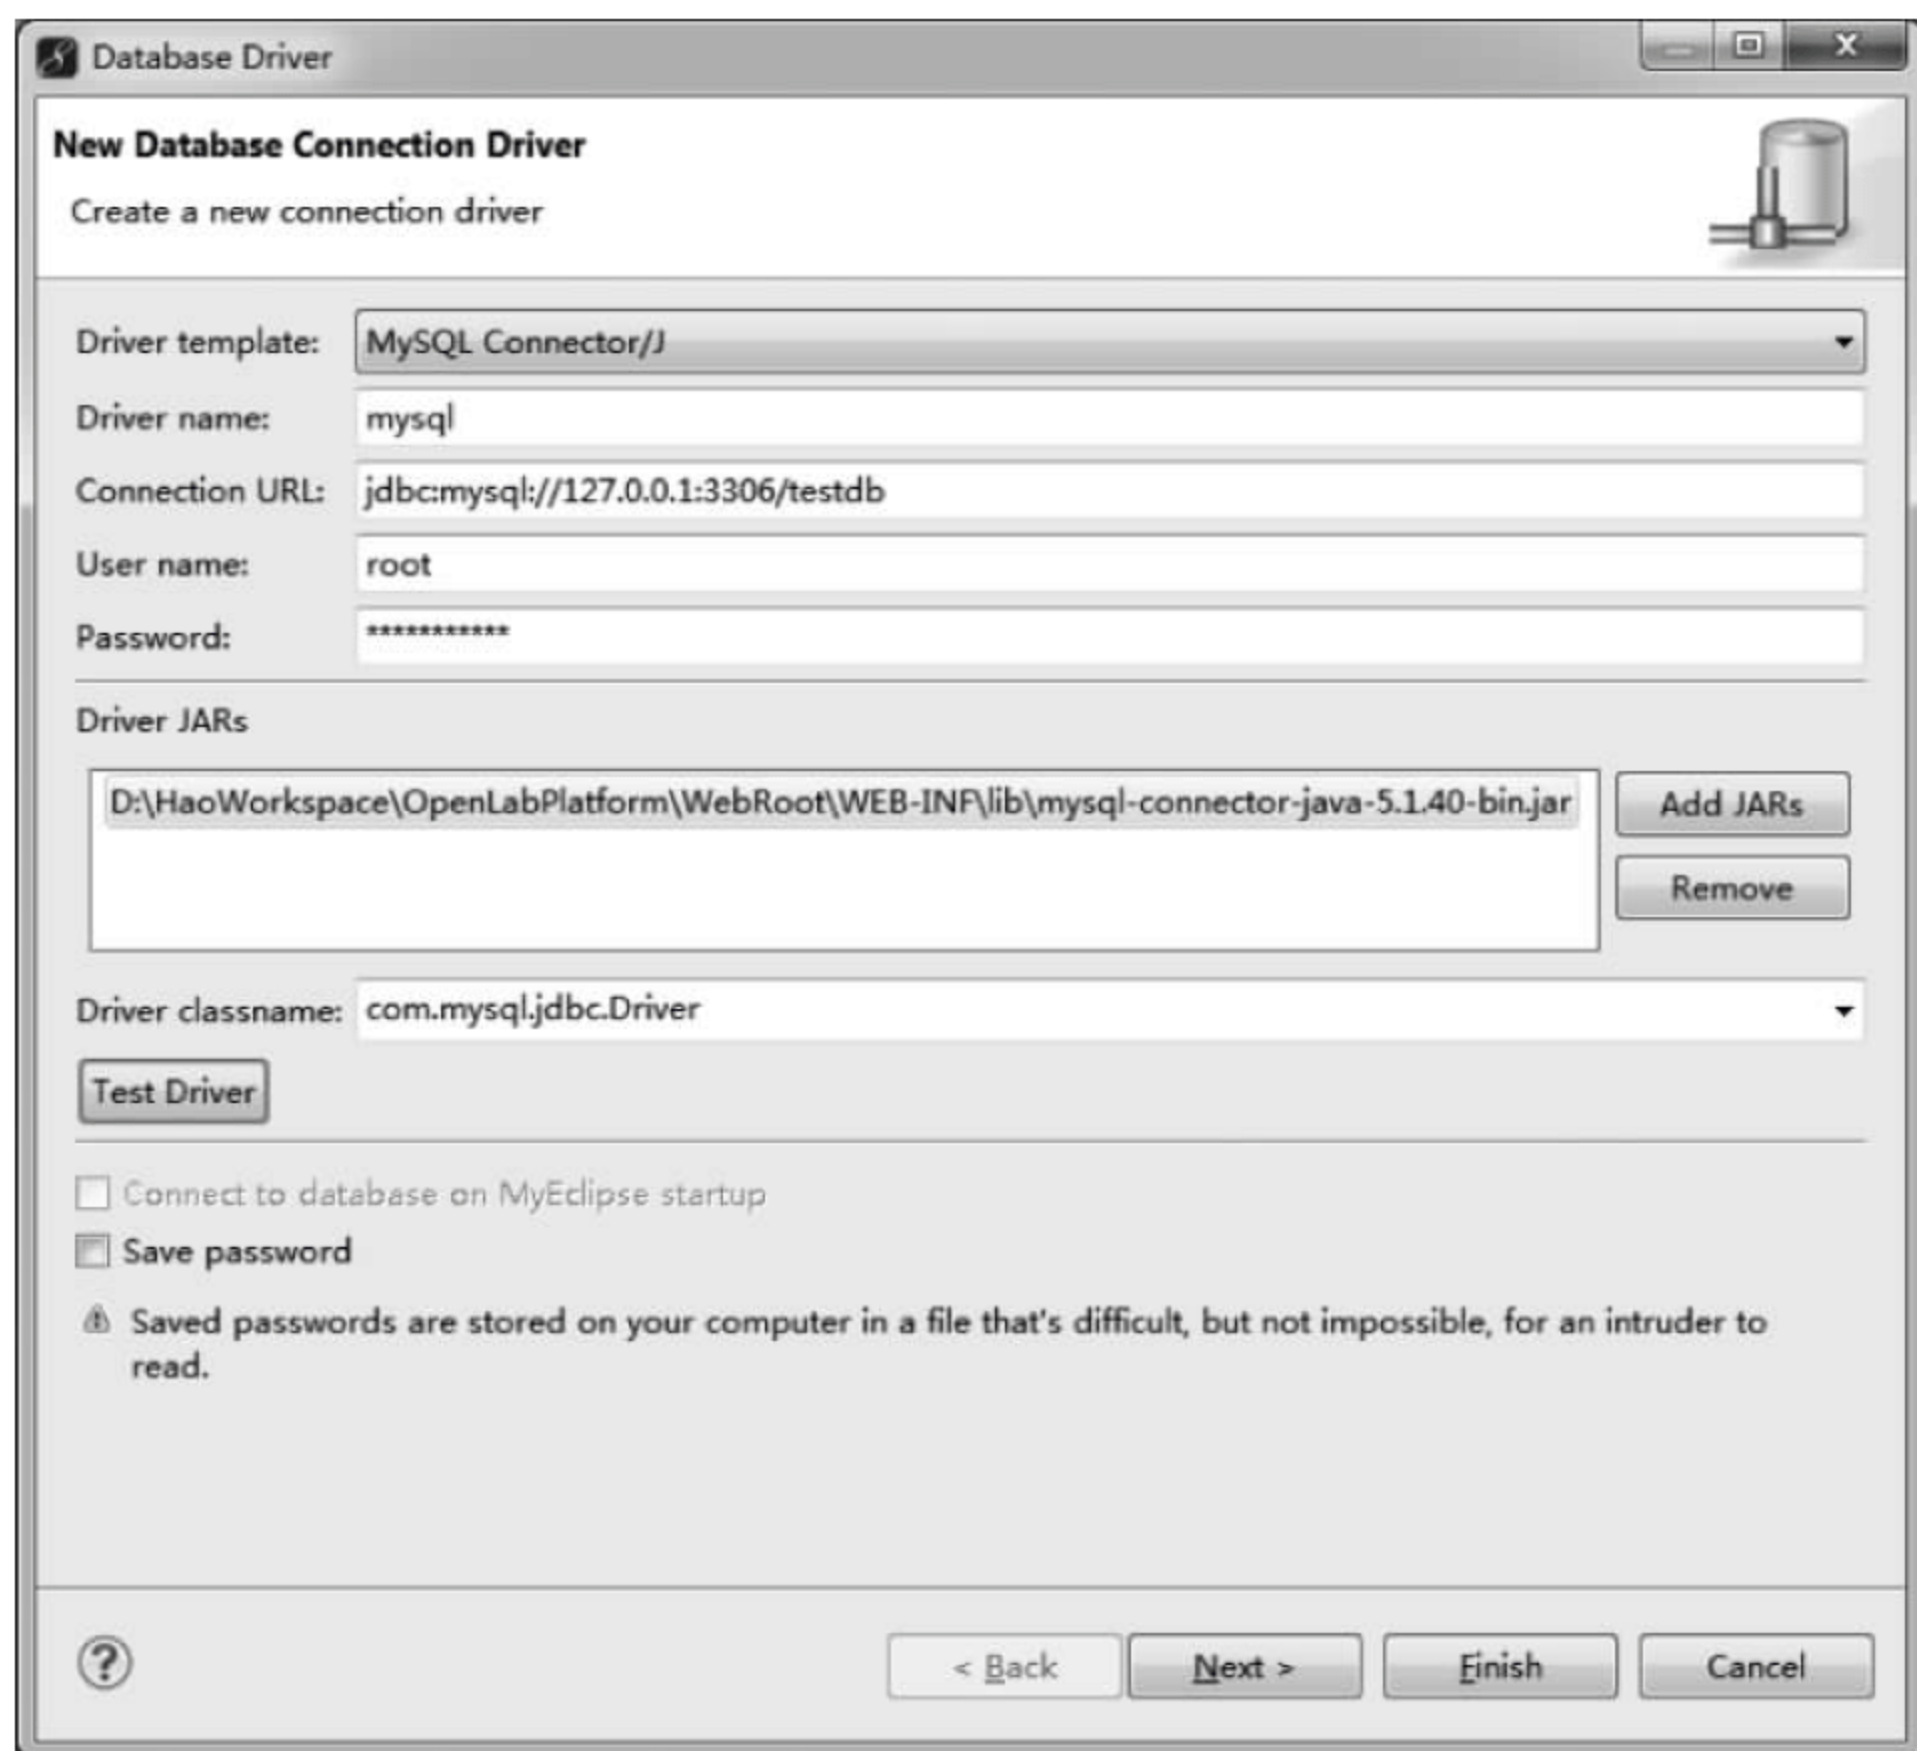 Database Driver
New Database Connection Driver
Create a new connection driver
Driver template: MySQL Connector/J
Driver name: mysql
Connection URL: jdbc:mysql://127.0.0.1:3306/testdb
User name: root
Password: ***********
Driver JARs
D:\HaoWorkspace\OpenLabPlatform\WebRoot\WEB-INF\lib\mysql-connector-java-5.1.40-bin.jar
Add JARs
Remove
Driver classname: com.mysql.jdbc.Driver
Test Driver
Connect to database on MyEclipse startup
Save password
Saved passwords are stored on your computer in a file that's difficult, but not impossible, for an intruder to
read.
? < Back Next > Finish Cancel